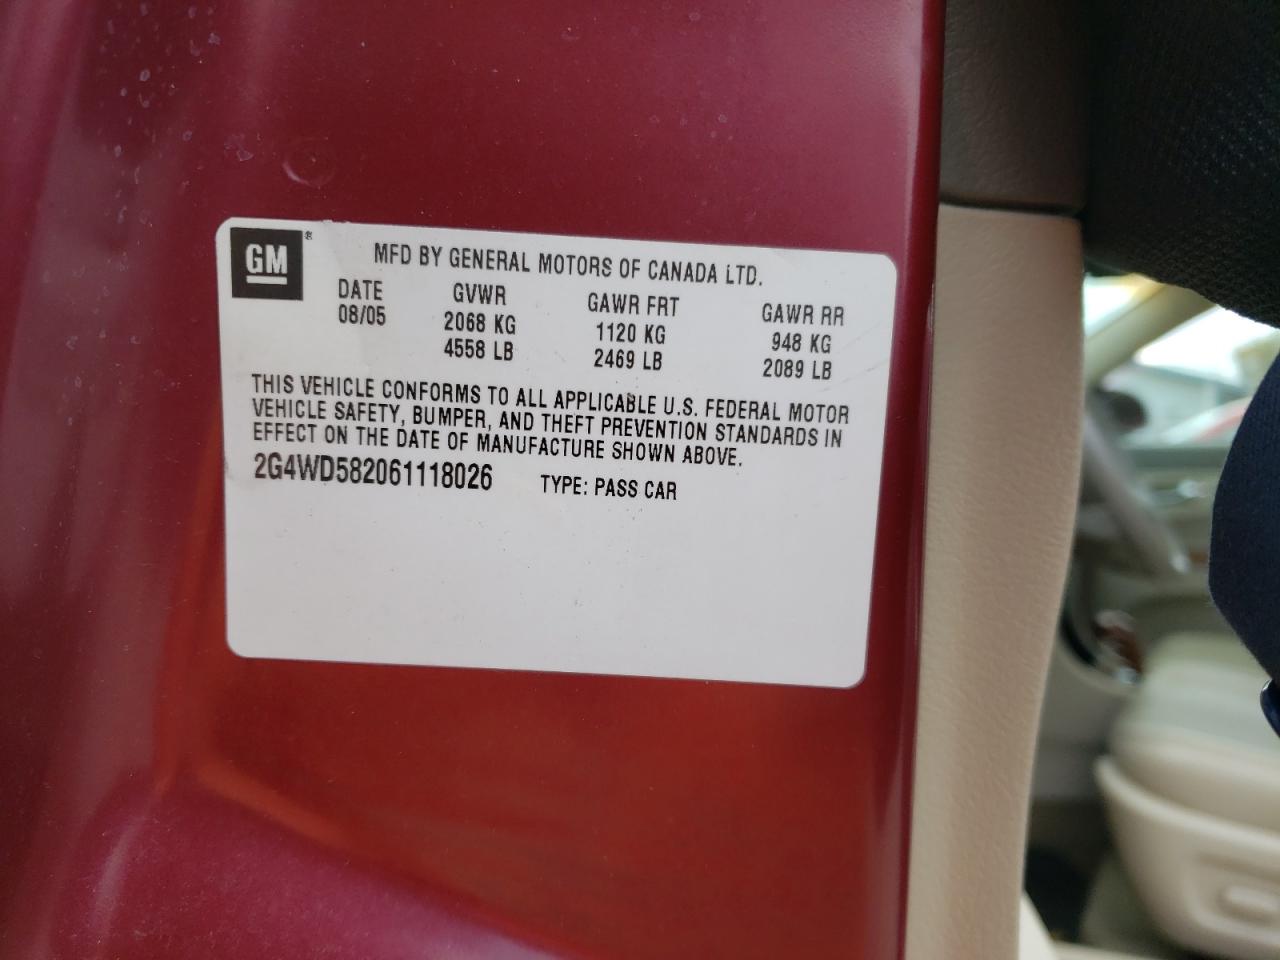 GM®
MFD BY GENERAL MOTORS OF CANADA LTD.
DATE GVWR GAWR FRT GAWR RR
08/05 2068 KG 1120 KG 948 KG
4558 LB 2469 LB 2089 LB
THIS VEHICLE CONFORMS TO ALL APPLICABLE U.S. FEDERAL MOTOR
VEHICLE SAFETY, BUMPER, AND THEFT PREVENTION STANDARDS IN
EFFECT ON THE DATE OF MANUFACTURE SHOWN ABOVE.
2G4WD582061118026 TYPE: PASS CAR